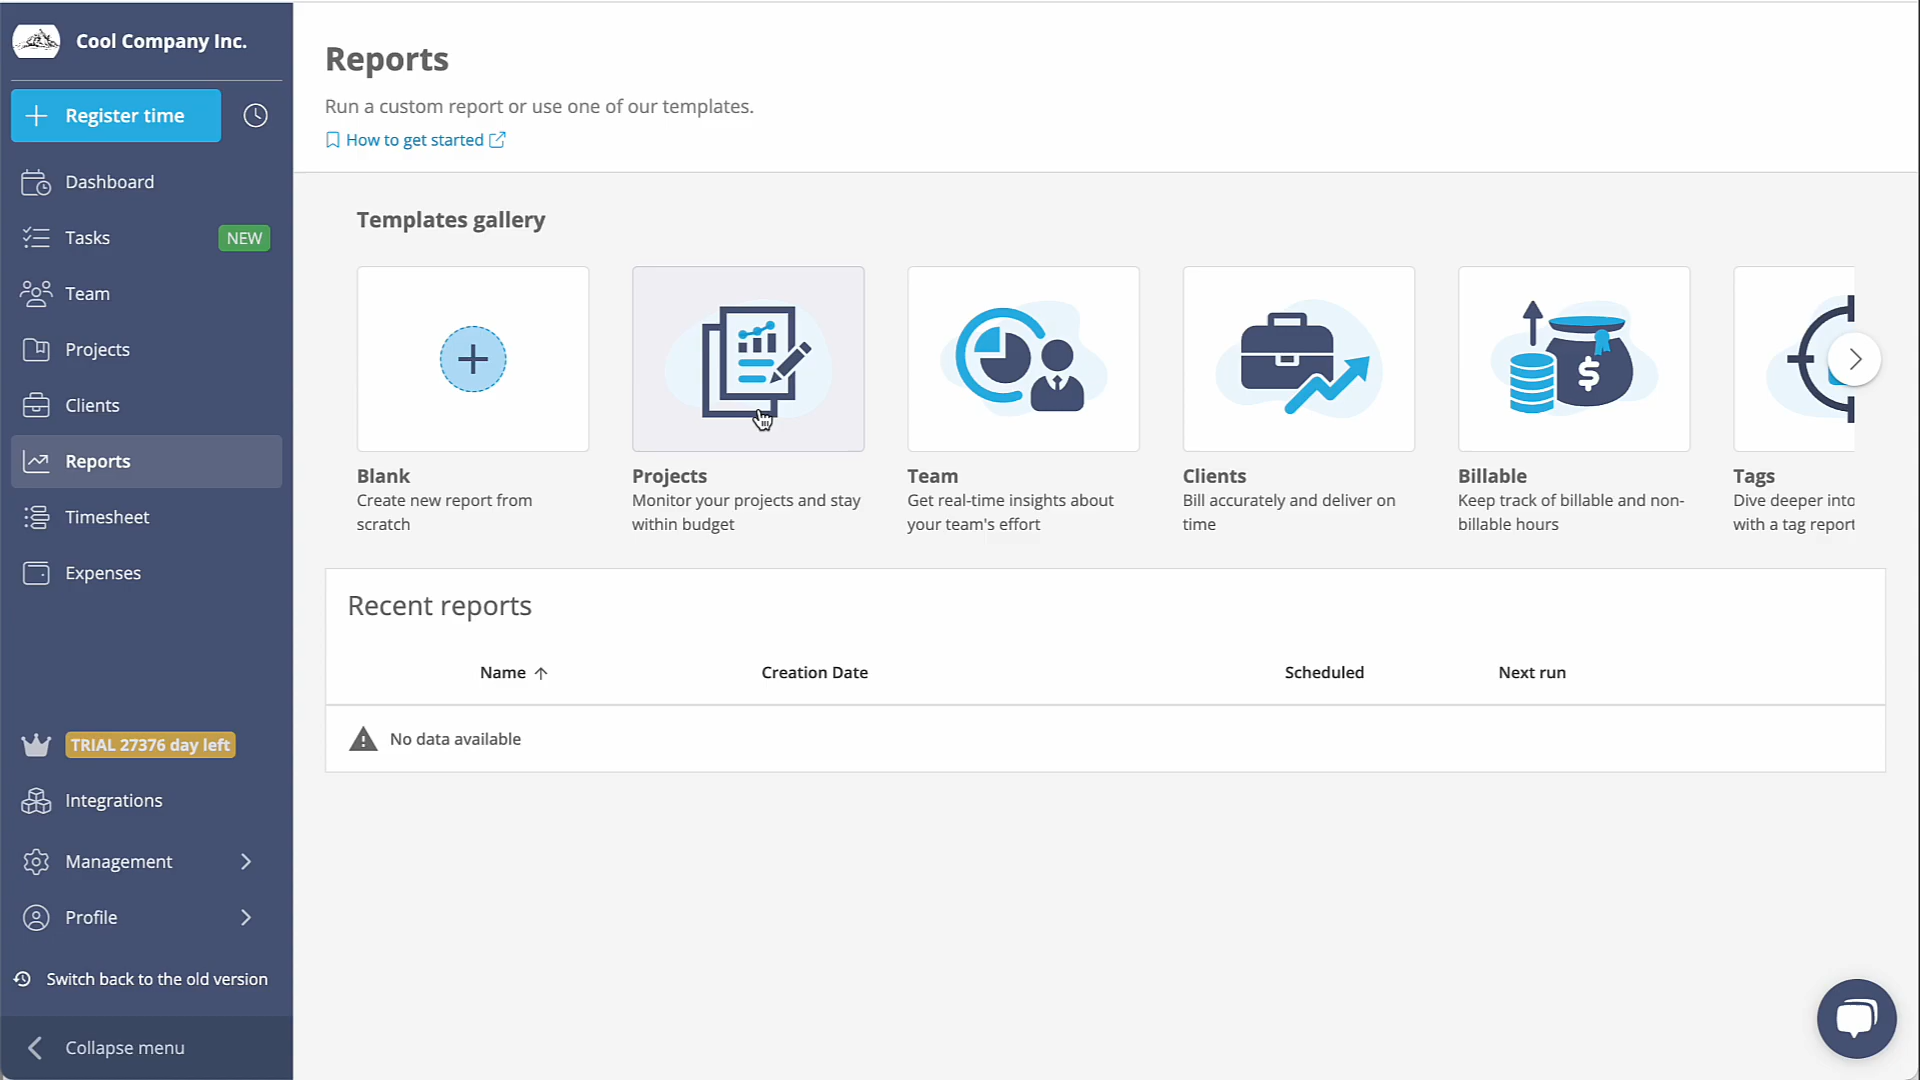 Cool Company Inc.
Register time
Dashboard
Tasks
NEW
Team
Projects
Clients
Reports
Timesheet
Expenses
TRIAL 27376 day left
Integrations
Management
Profile
Switch back to the old version
Collapse menu
Reports
Run a custom report or use one of our templates.
How to get started
Templates gallery
Blank
Create new report from
scratch
Projects
Monitor your projects and stay
within budget
Team
Get real-time insights about
your team's effort
Clients
Bill accurately and deliver on
time
$
Billable
Keep track of billable and non-
billable hours
Tags
Dive deeper into
with a tag report
Recent reports
Name
Creation Date
Scheduled
Next run
No data available